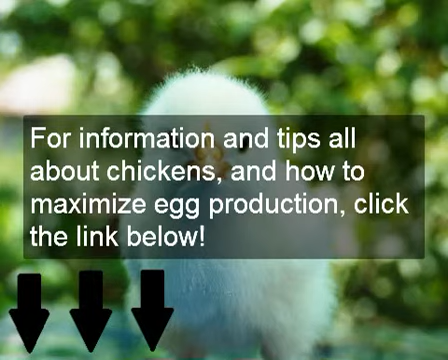 For information and tips all
about chickens, and how to
maximize egg production, click
the link below!